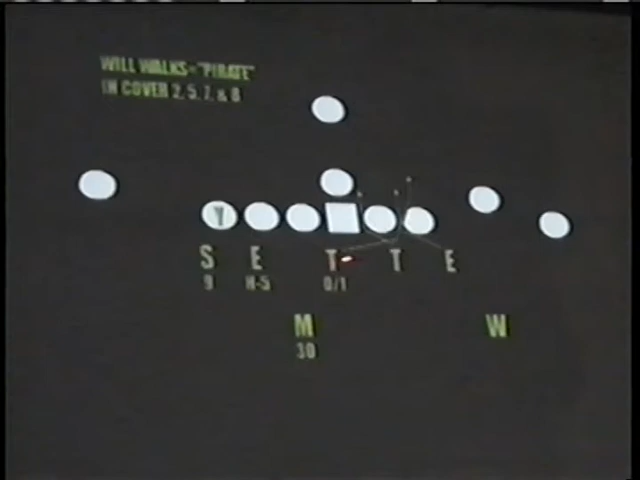 WILL WALKS - "PIRATE"
IN COVER 2, 5, 7, & 8
Y
S E T T E
9 H-5 0/1
M W
30